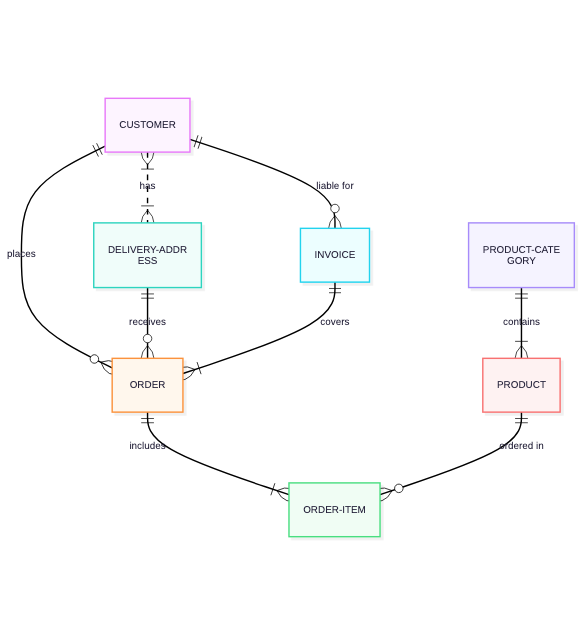 CUSTOMER
has
liable for
places
DELIVERY-ADDR
ESS
INVOICE
PRODUCT-CATE
GORY
receives
covers
contains
ORDER
PRODUCT
includes
ordered in
ORDER-ITEM